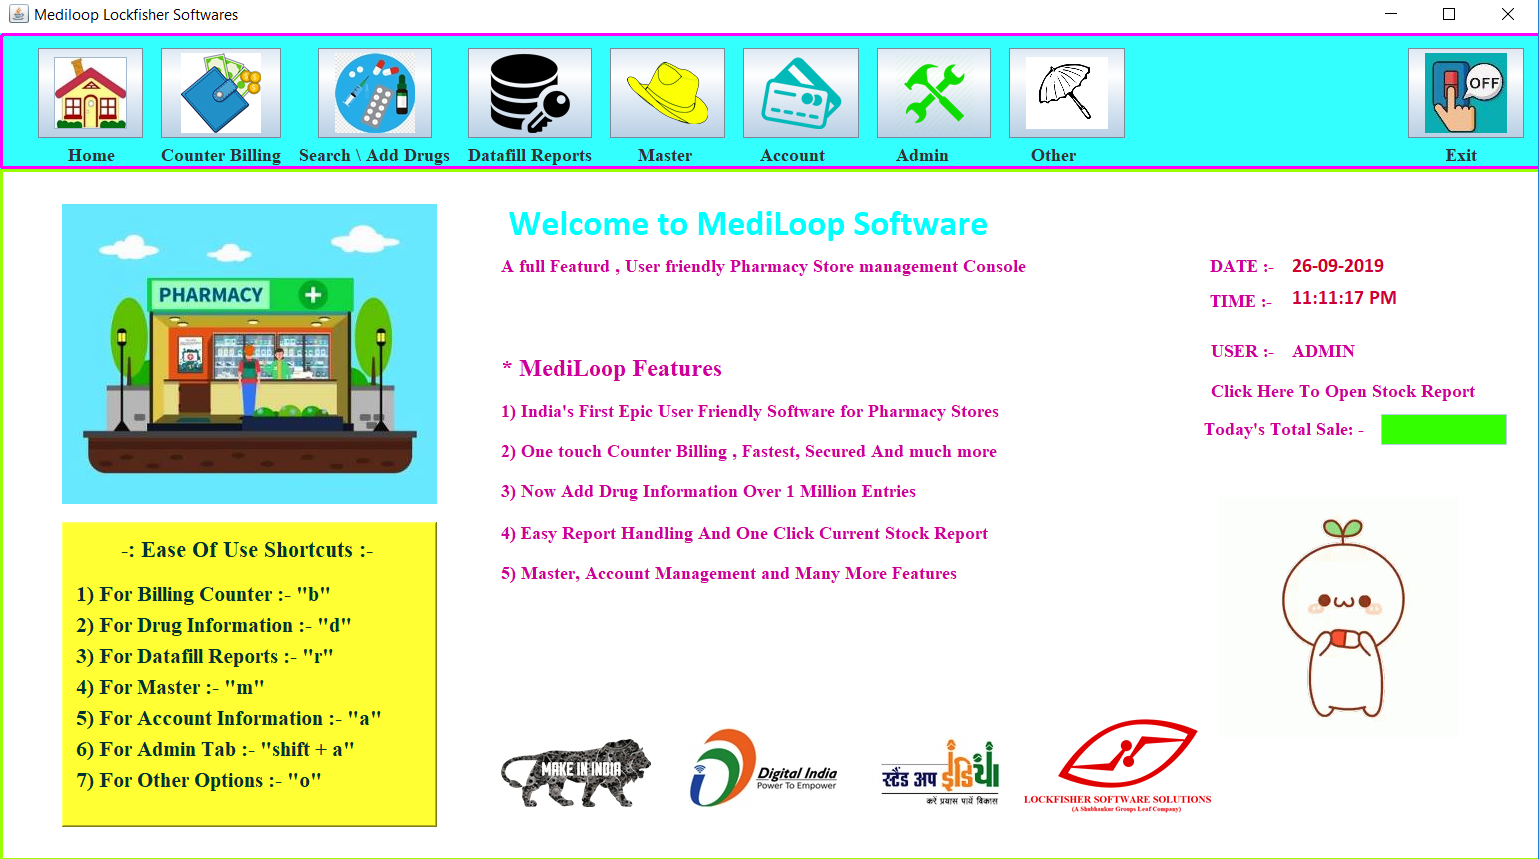 Mediloop Lockfisher Softwares
OFF
Home Counter Billing Search \ Add Drugs Datafill Reports Master Account Admin Other Exit
PHARMACY
Welcome to MediLoop Software
A full Featurd , User friendly Pharmacy Store management Console
DATE :- 26-09-2019
TIME :- 11:11:17 PM
USER :- ADMIN
Click Here To Open Stock Report
Today's Total Sale: -
* MediLoop Features
1) India's First Epic User Friendly Software for Pharmacy Stores
2) One touch Counter Billing , Fastest, Secured And much more
3) Now Add Drug Information Over 1 Million Entries
4) Easy Report Handling And One Click Current Stock Report
5) Master, Account Management and Many More Features
-: Ease Of Use Shortcuts :-
1) For Billing Counter :- "b"
2) For Drug Information :- "d"
3) For Datafill Reports :- "r"
4) For Master :- "m"
5) For Account Information :- "a"
6) For Admin Tab :- "shift + a"
7) For Other Options :- "o"
MAKE IN INDIA
Digital India
Power To Empower
स्टैंड अप इंडिया
करें प्रयास पायें विकास
LOCKFISHER SOFTWARE SOLUTIONS
(A Shubhankar Groups Leaf Company)